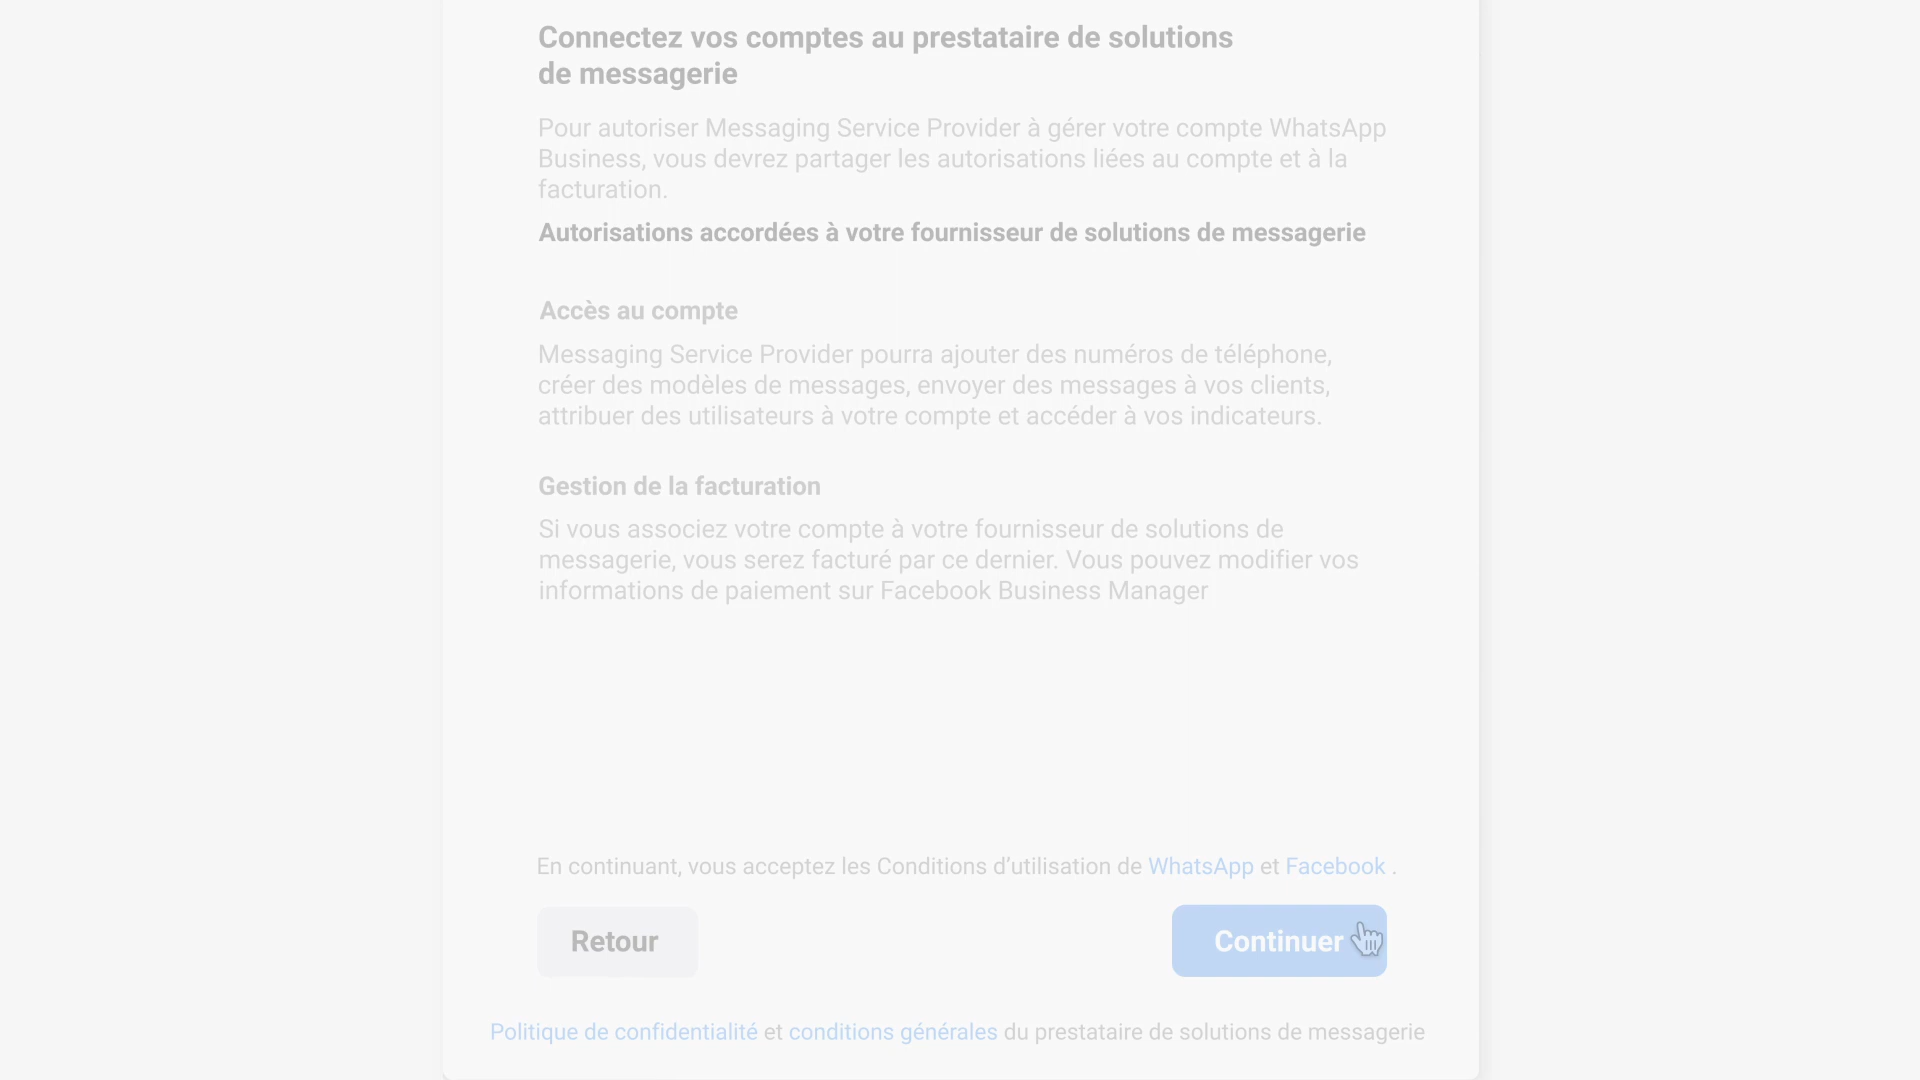 Connectez vos comptes au prestataire de solutions
de messagerie
Pour autoriser Messaging Service Provider à gérer votre compte WhatsApp
Business, vous devrez partager les autorisations liées au compte et à la
facturation.
Autorisations accordées à votre fournisseur de solutions de messagerie
Accès au compte
Messaging Service Provider pourra ajouter des numéros de téléphone,
créer des modèles de messages, envoyer des messages à vos clients,
attribuer des utilisateurs à votre compte et accéder à vos indicateurs.
Gestion de la facturation
Si vous associez votre compte à votre fournisseur de solutions de
messagerie, vous serez facturé par ce dernier. Vous pouvez modifier vos
informations de paiement sur Facebook Business Manager
En continuant, vous acceptez les Conditions d’utilisation de WhatsApp et Facebook .
Retour
Continuer
Politique de confidentialité et conditions générales du prestataire de solutions de messagerie